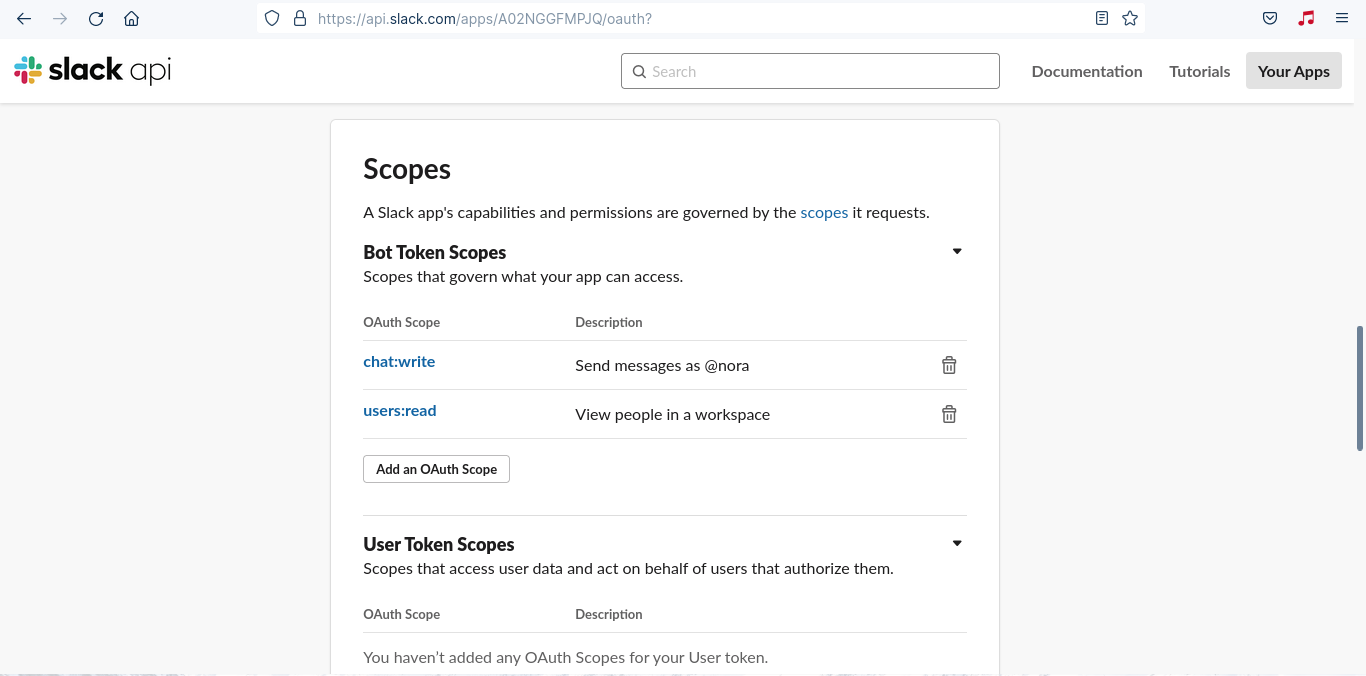 https://api.slack.com/apps/A02NGGFMPJQ/oauth?
slack api
Search
Documentation
Tutorials
Your Apps
Scopes
A Slack app's capabilities and permissions are governed by the scopes it requests.
Bot Token Scopes
Scopes that govern what your app can access.
OAuth Scope Description
chat:write Send messages as @nora
users:read View people in a workspace
Add an OAuth Scope
User Token Scopes
Scopes that access user data and act on behalf of users that authorize them.
OAuth Scope Description
You haven’t added any OAuth Scopes for your User token.